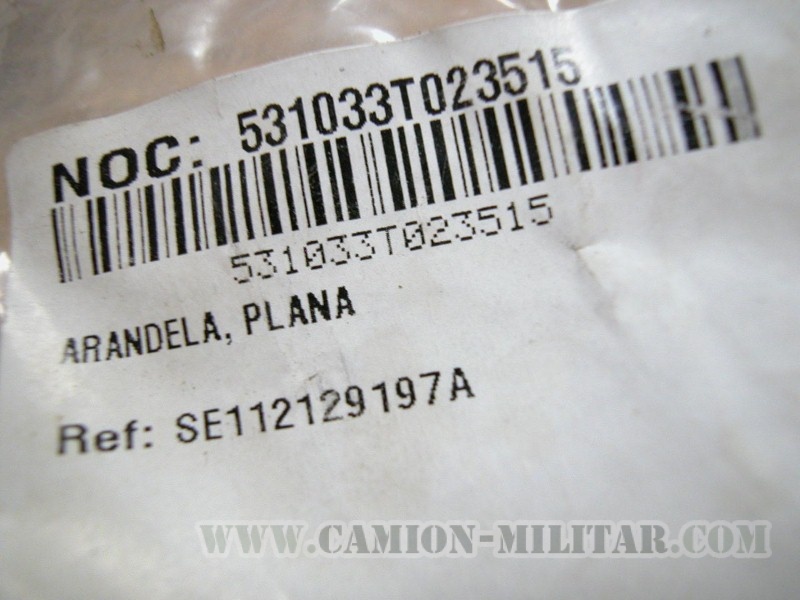 NOC: 531033T023515
531033T023515
ARANDELA, PLANA
Ref: SE112129197A
WWW.CAMION-MILITAR.COM